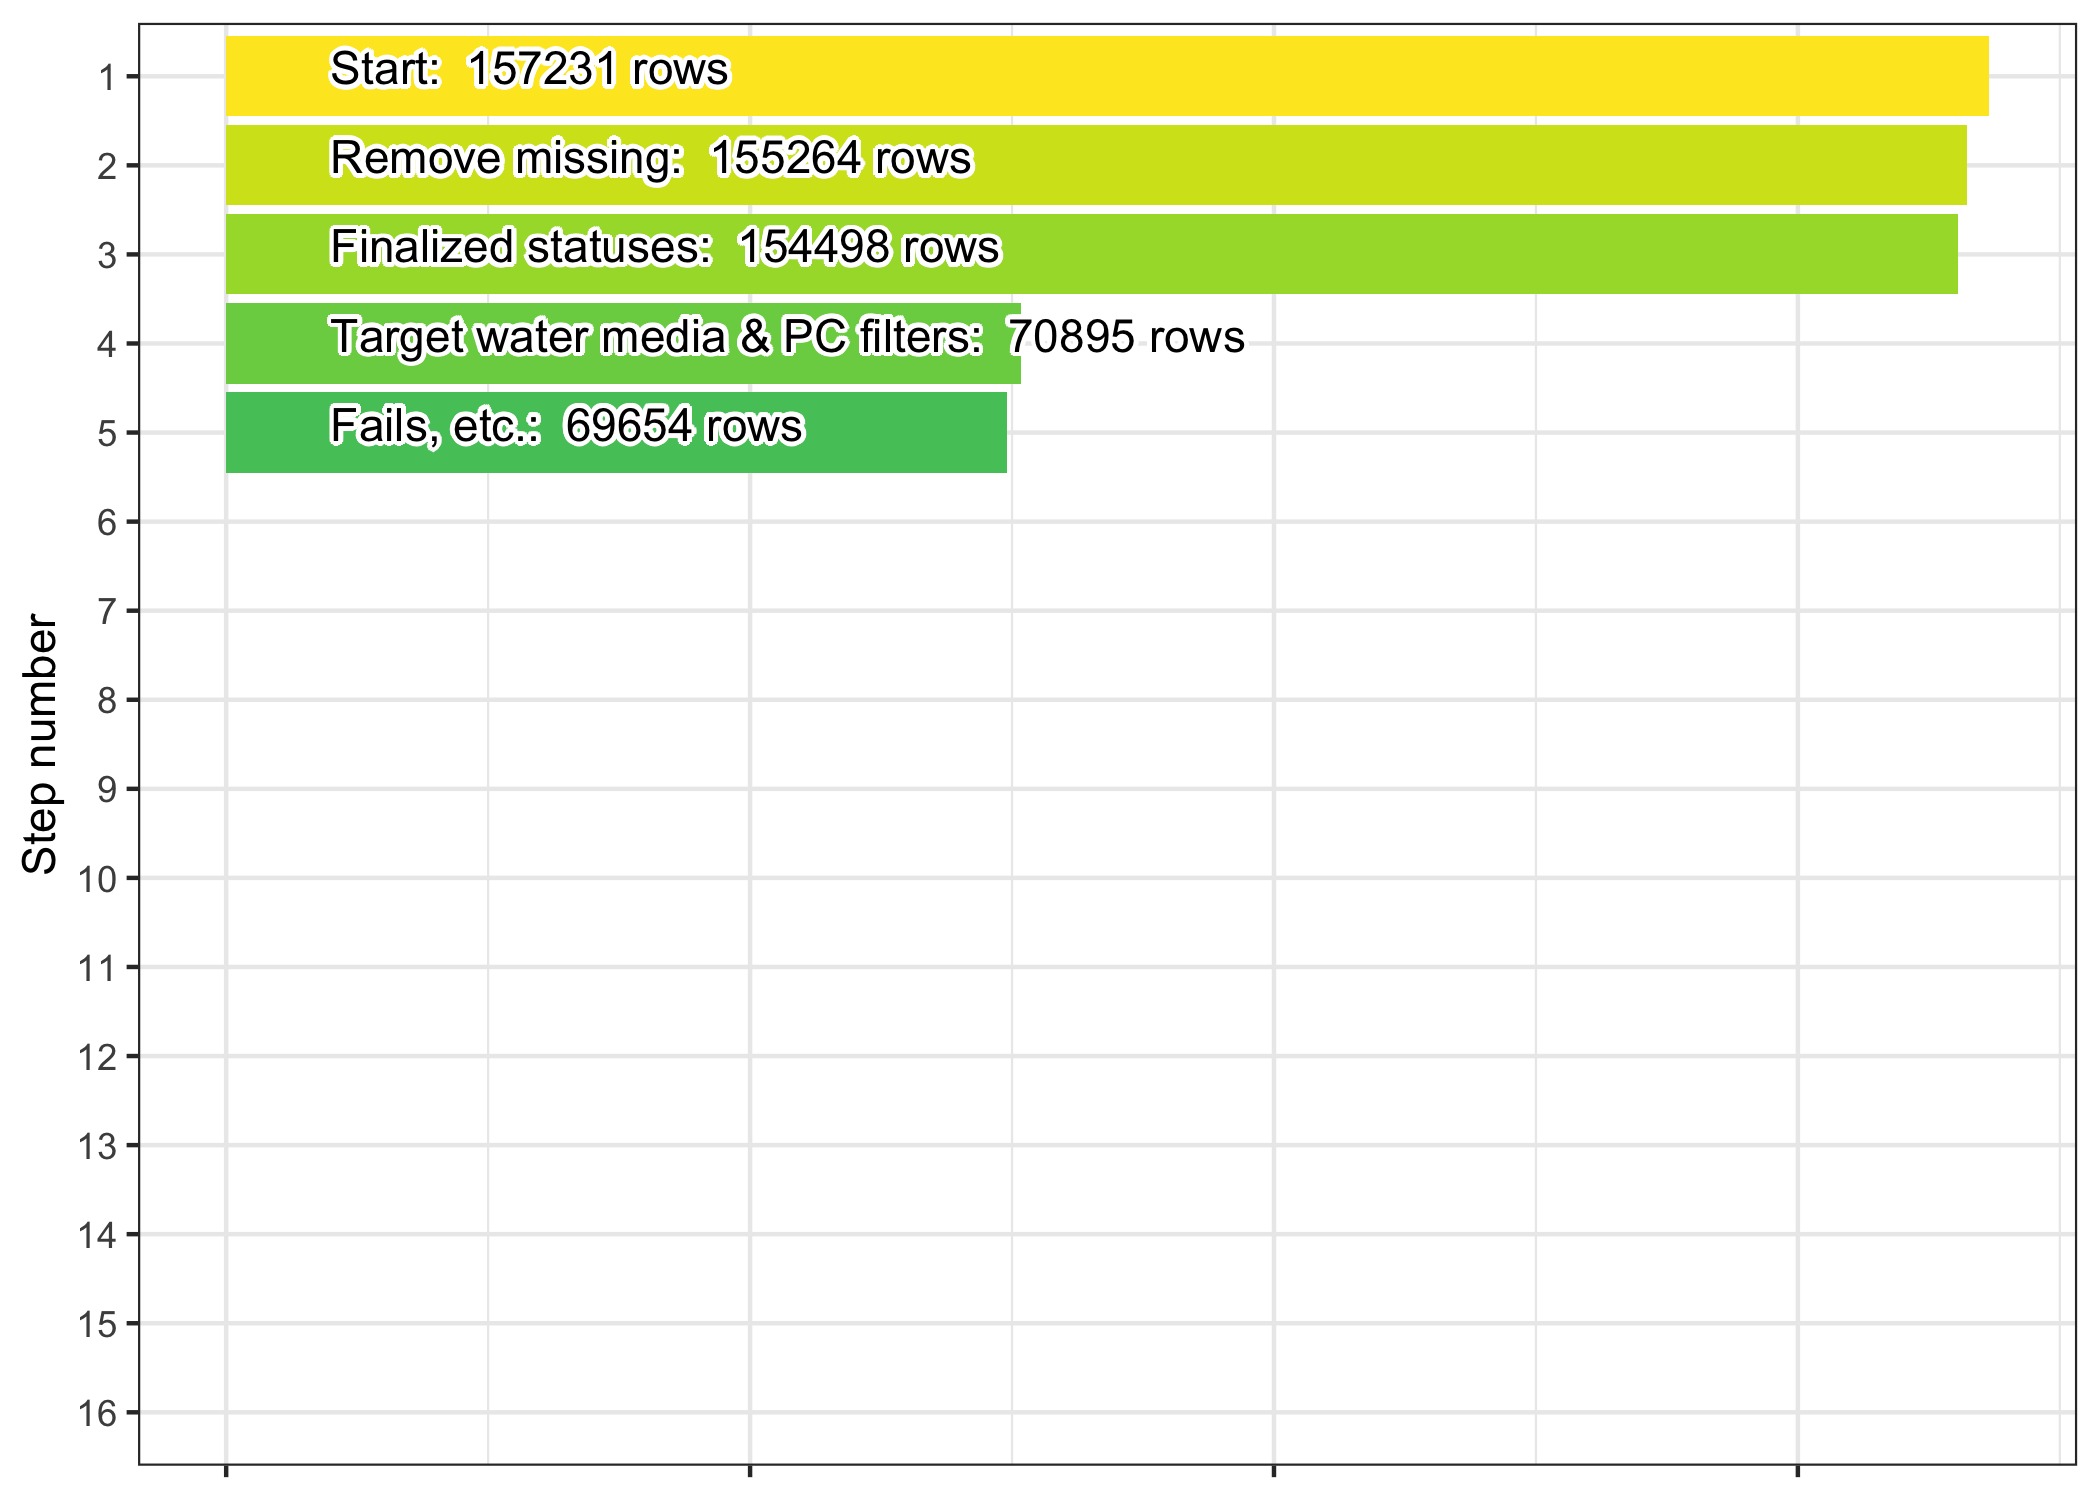 1
Start:  157231 rows
2
Remove missing:  155264 rows
3
Finalized statuses:  154498 rows
4
Target water media & PC filters:  70895 rows
5
Fails, etc.:  69654 rows
6
7
8
9
10
11
12
13
14
15
16
Step number